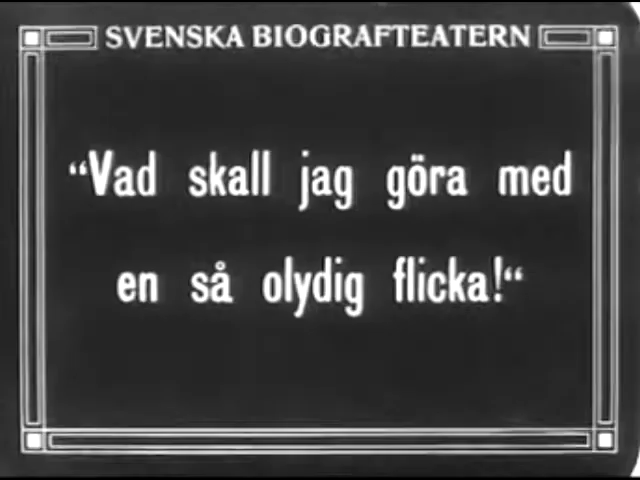 SVENSKA BIOGRAFTEATERN
“Vad skall jag göra med
en så olydig flicka!“